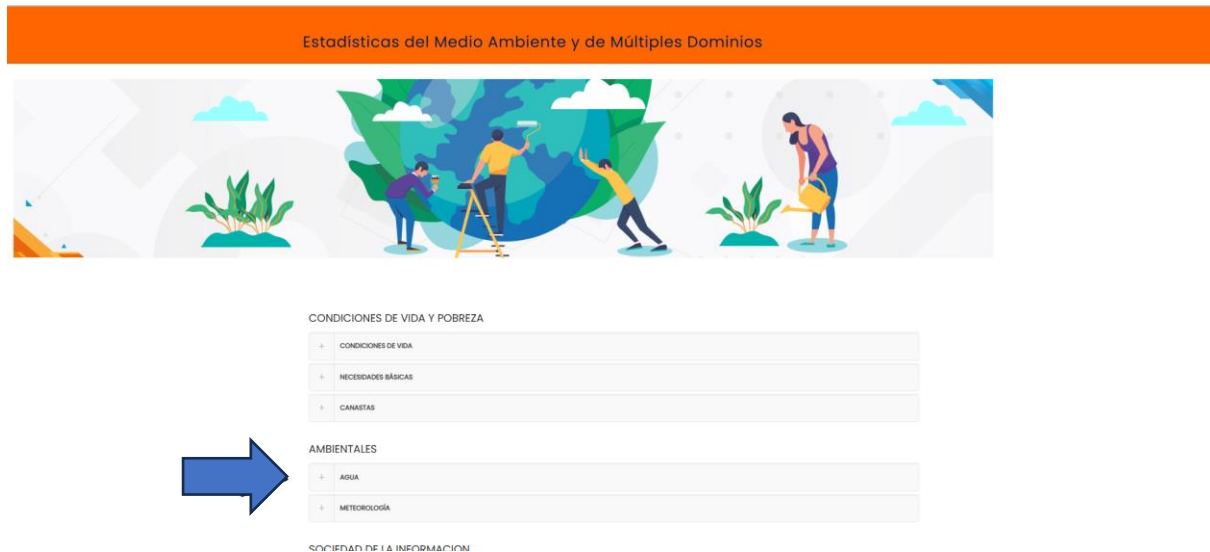 Estadísticas del Medio Ambiente y de Múltiples Dominios
CONDICIONES DE VIDA Y POBREZA
+ CONDICIONES DE VIDA
+ NECESIDADES BÁSICAS
+ CANASTAS
AMBIENTALES
+ AGUA
+ METEOROLOGÍA
SOCIEDAD DE LA INFORMACION